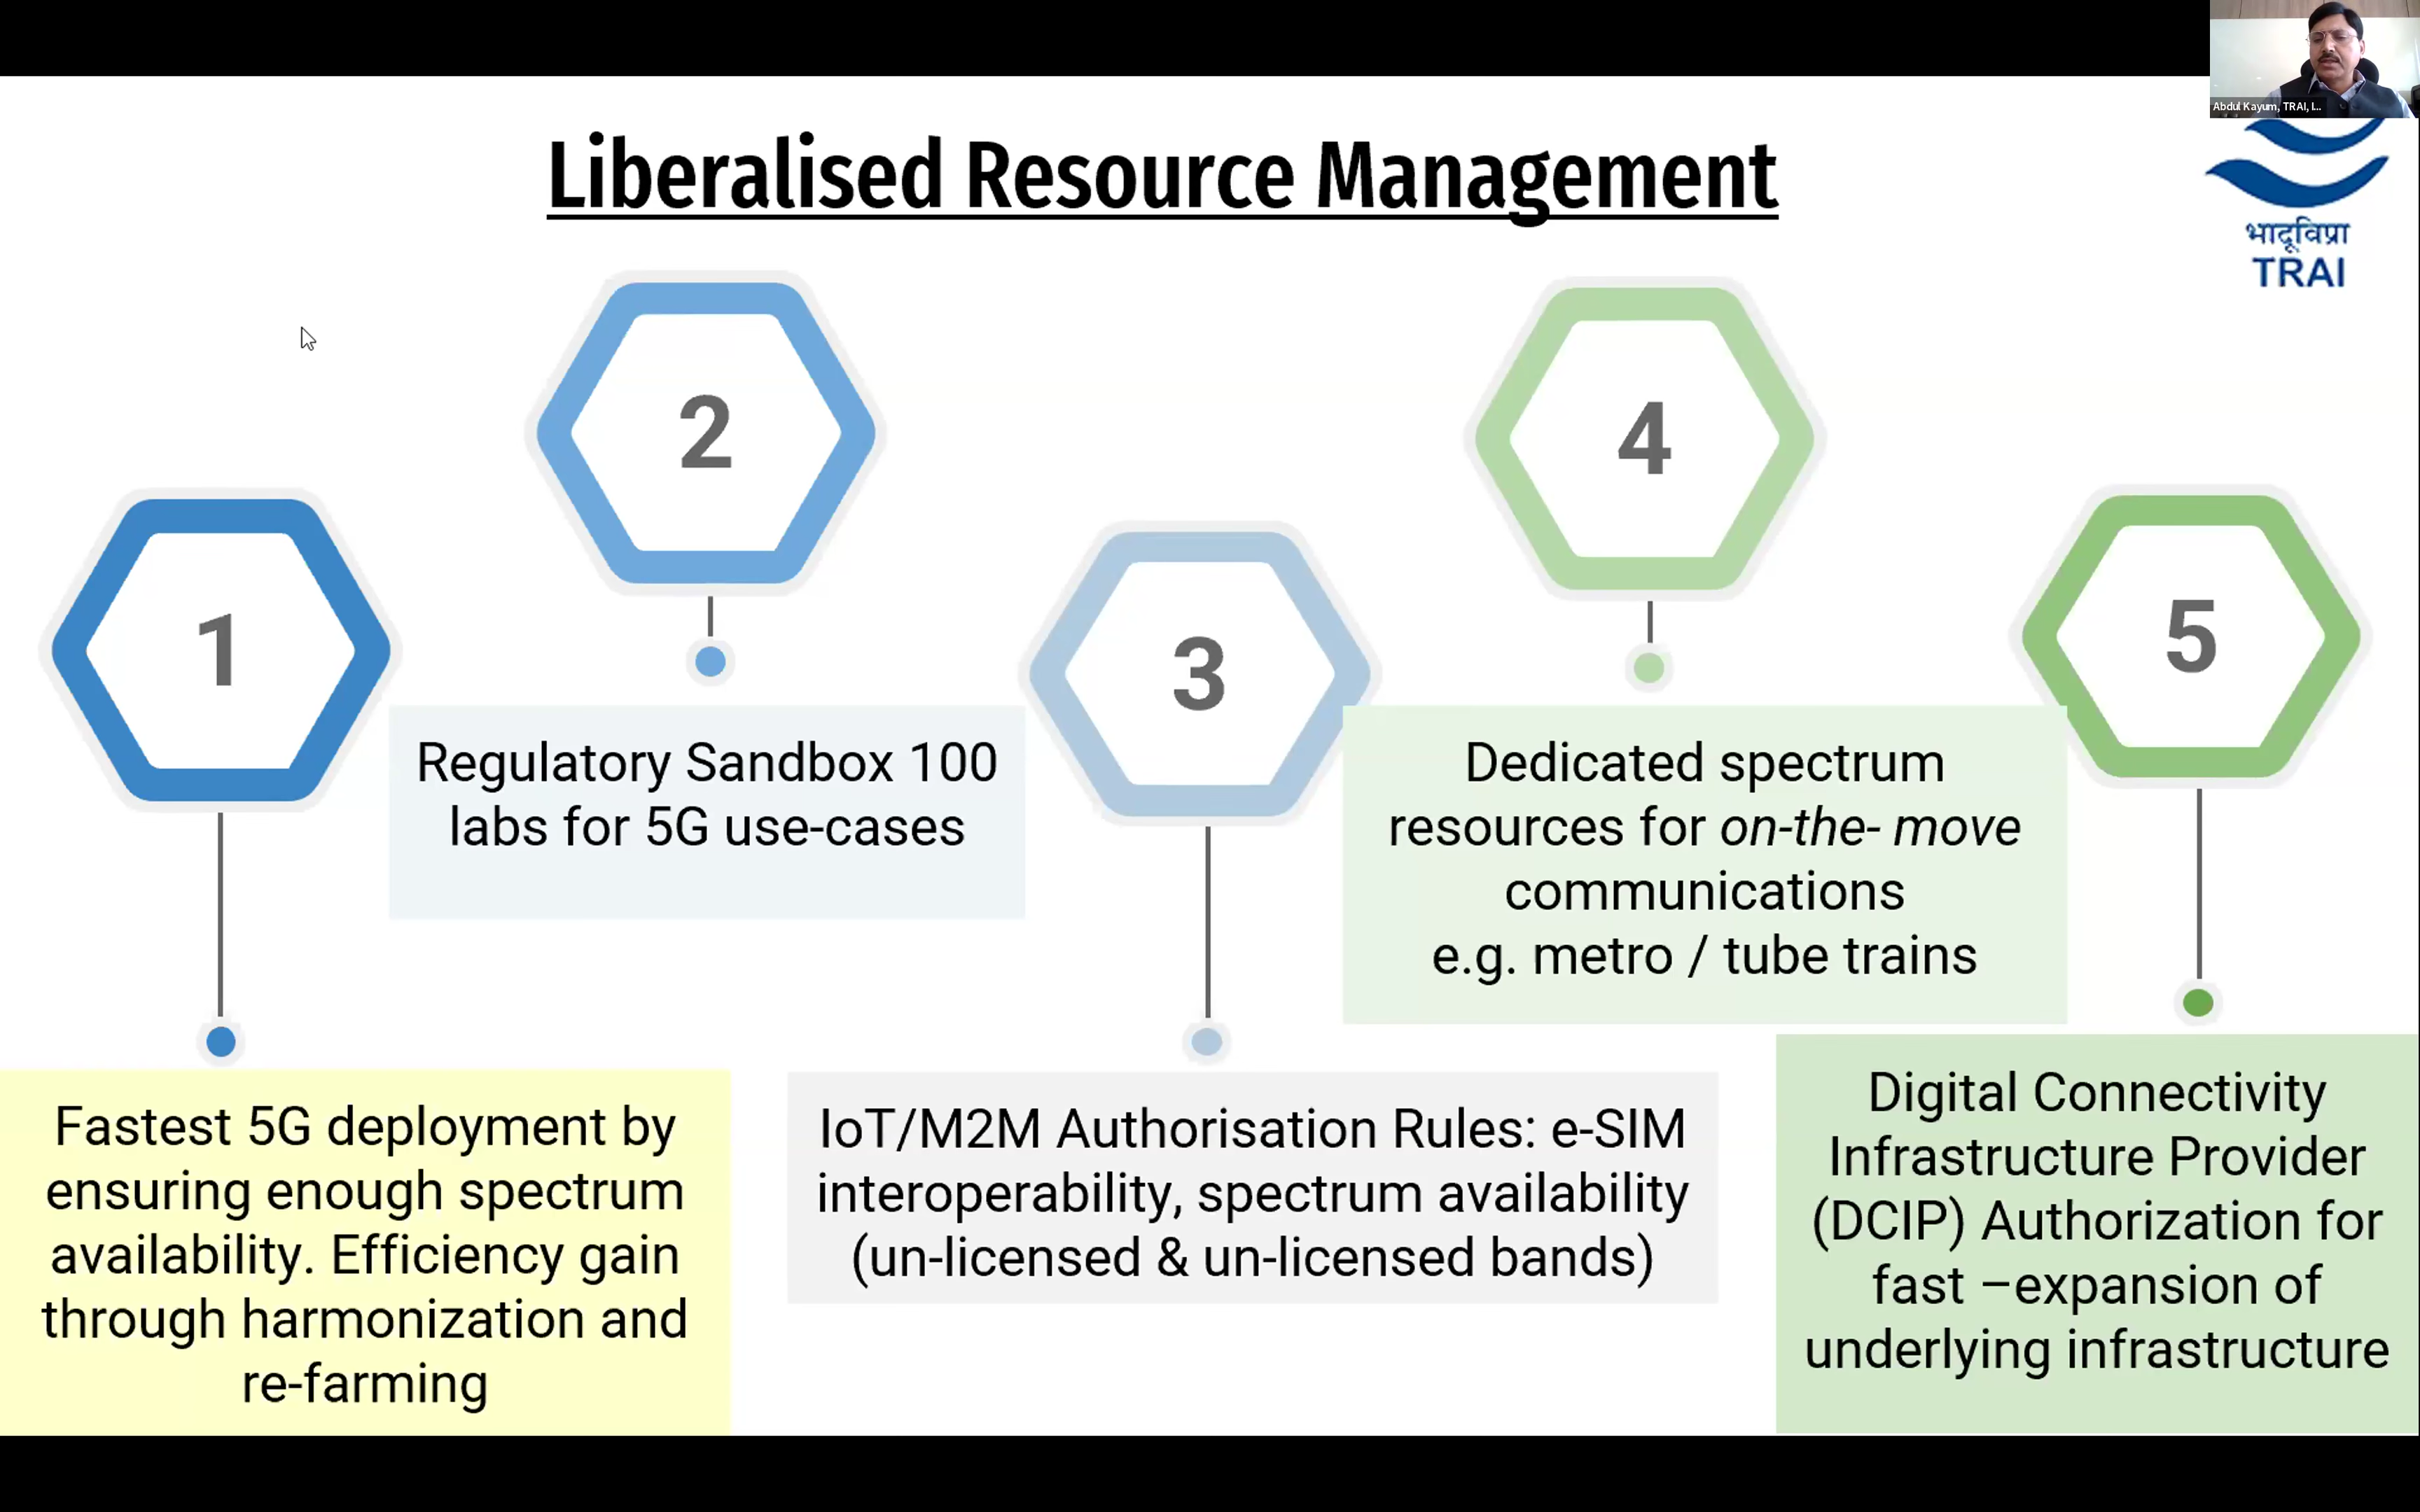 Abdul Kayum, TRAI, I...
Liberalised Resource Management
भादूविप्रा
TRAI
1
Fastest 5G deployment by
ensuring enough spectrum
availability. Efficiency gain
through harmonization and
re-farming
2
Regulatory Sandbox 100
labs for 5G use-cases
3
IoT/M2M Authorisation Rules: e-SIM
interoperability, spectrum availability
(un-licensed & un-licensed bands)
4
Dedicated spectrum
resources for on-the- move
communications
e.g. metro / tube trains
5
Digital Connectivity
Infrastructure Provider
(DCIP) Authorization for
fast –expansion of
underlying infrastructure